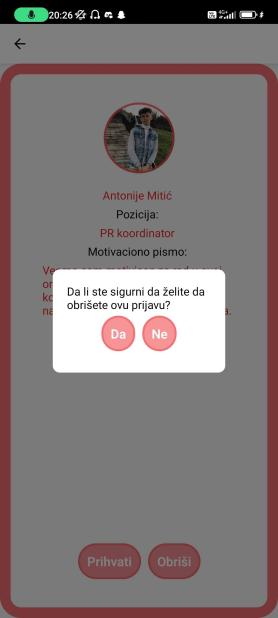 20:26
4G+
Antonije Mitić
Pozicija:
PR koordinator
Motivaciono pismo:
Da li ste sigurni da želite da
obrišete ovu prijavu?
Da
Ne
Prihvati
Obriši